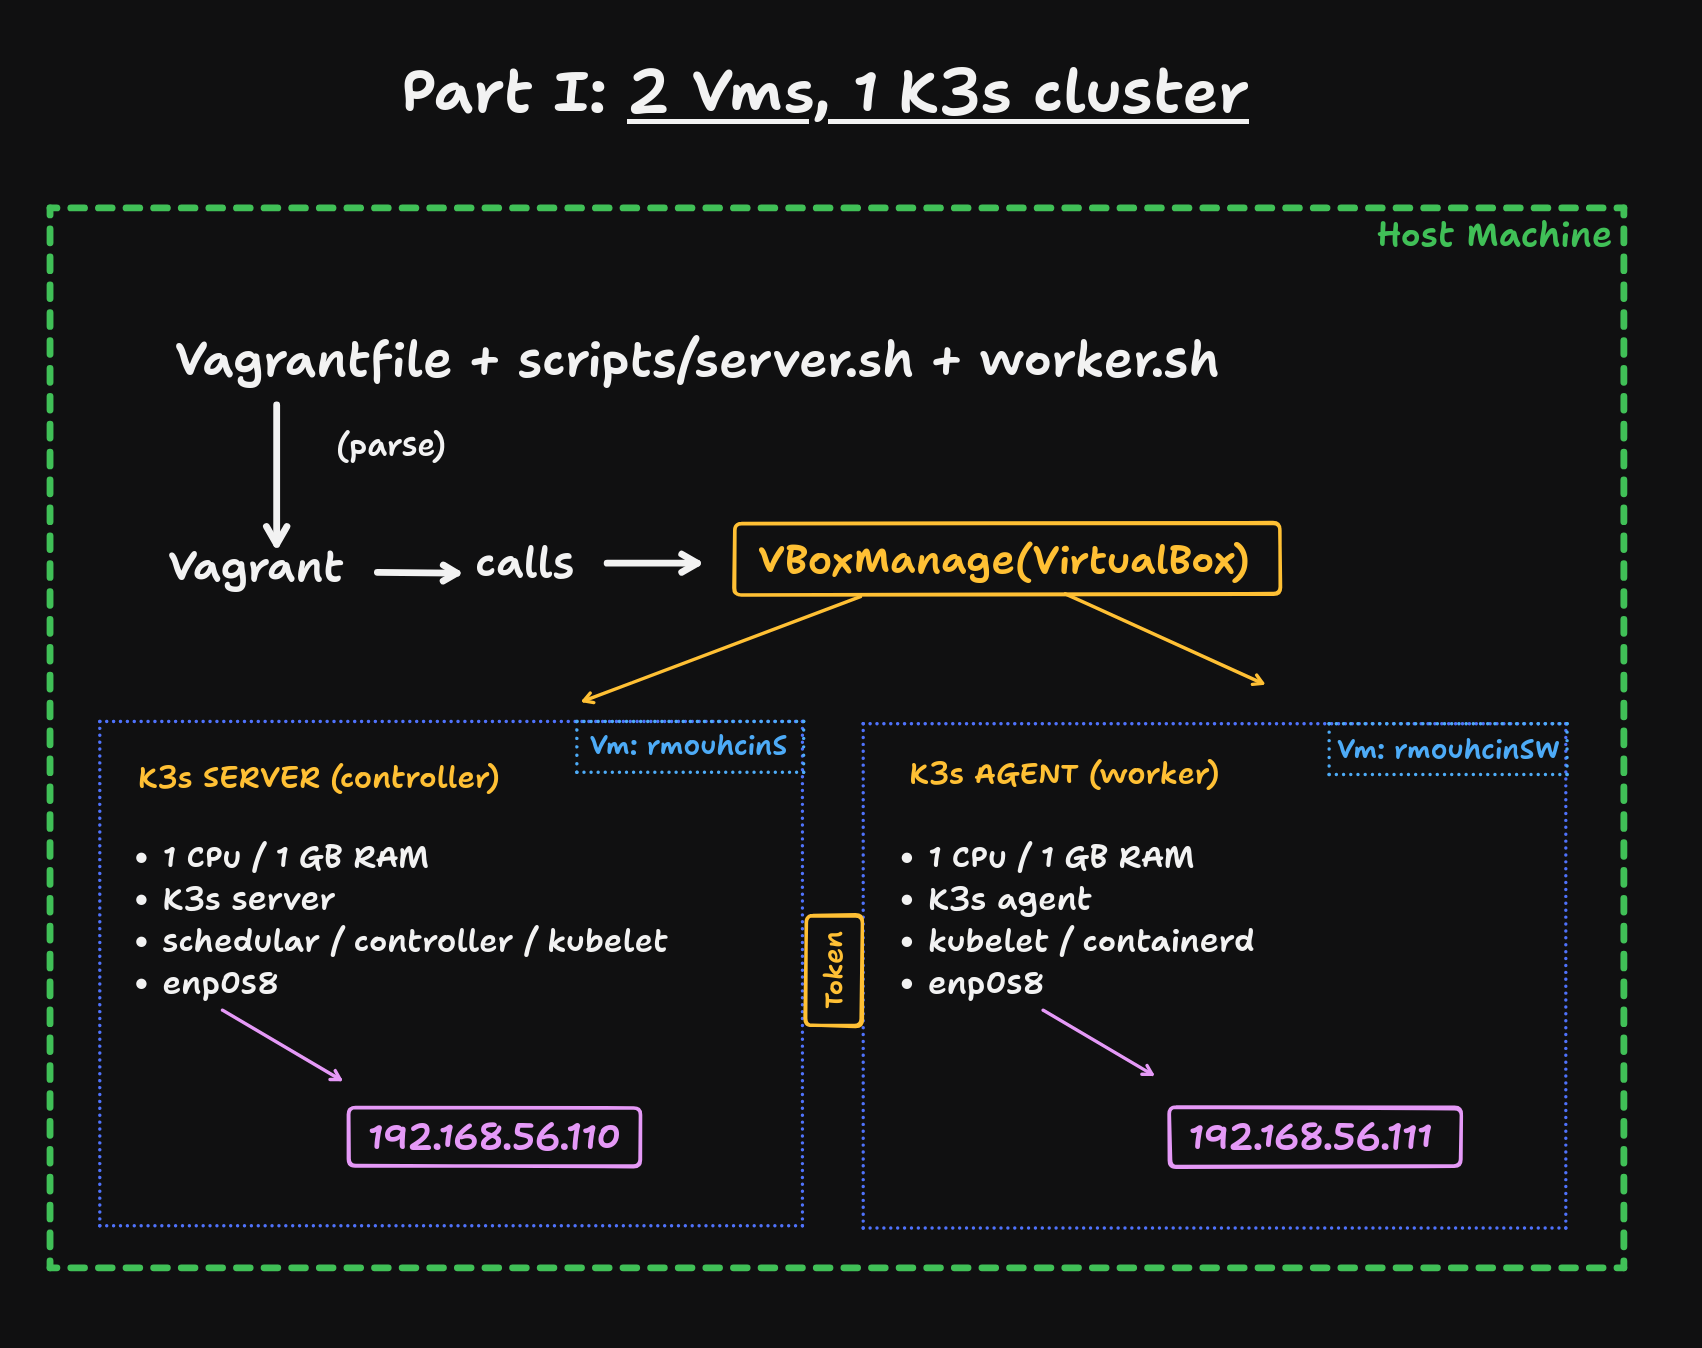 Part I: 2 Vms, 1 K3s cluster
Host Machine
Vagrantfile + scripts/server.sh + worker.sh
(parse)
Vagrant
calls
VBoxManage(VirtualBox)
Vm: rmouhcinS
K3s SERVER (controller)
• 1 CPu / 1 GB RAM
• K3s server
• schedular / controller / kubelet
• enp0s8
192.168.56.110
Token
Vm: rmouhcinSW
K3s AGENT (worker)
• 1 CPu / 1 GB RAM
• K3s agent
• kubelet / containerd
• enp0s8
192.168.56.111